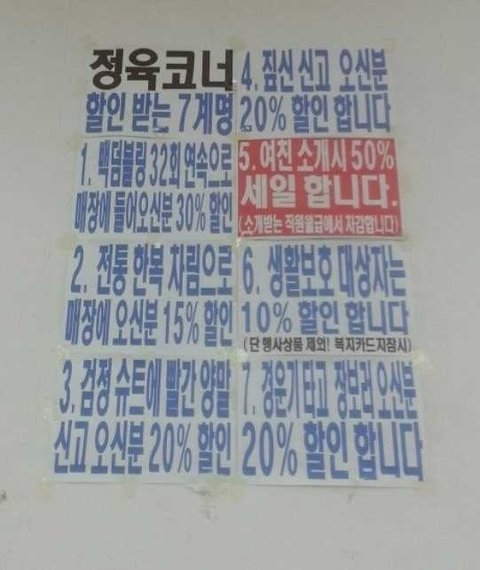 정육코너
할인 받는 7계명
1. 백덤블링 32회 연속으로
매장에 들어오신분 30% 할인
2. 전통 한복 차림으로
매장에 오신분 15% 할인
3. 검정 슈트에 빨간 양말
신고 오신분 20% 할인
4. 짚신 신고 오신분
20% 할인 합니다
5. 여친 소개시 50%
세일 합니다.
( 소개받는 직원월급에서 차감합니다 )
6. 생활보호 대상자는
10% 할인 합니다
( 단 행사상품 제외! 복지카드지참시 )
7. 경운기 타고 장보러 오신분
20% 할인 합니다